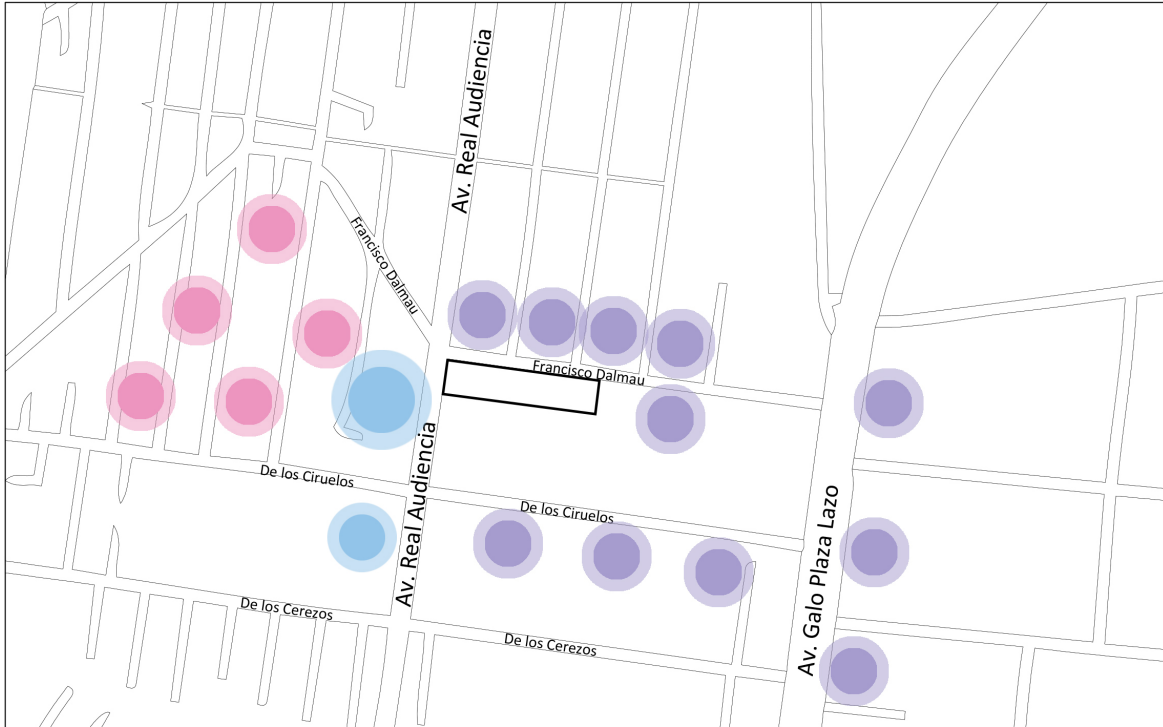 Av. Real Audiencia
Francisco Dalmau
Francisco Dalmau
Av. Real Audiencia
De los Ciruelos
De los Ciruelos
Av. Galo Plaza Lazo
De los Cerezos
De los Cerezos